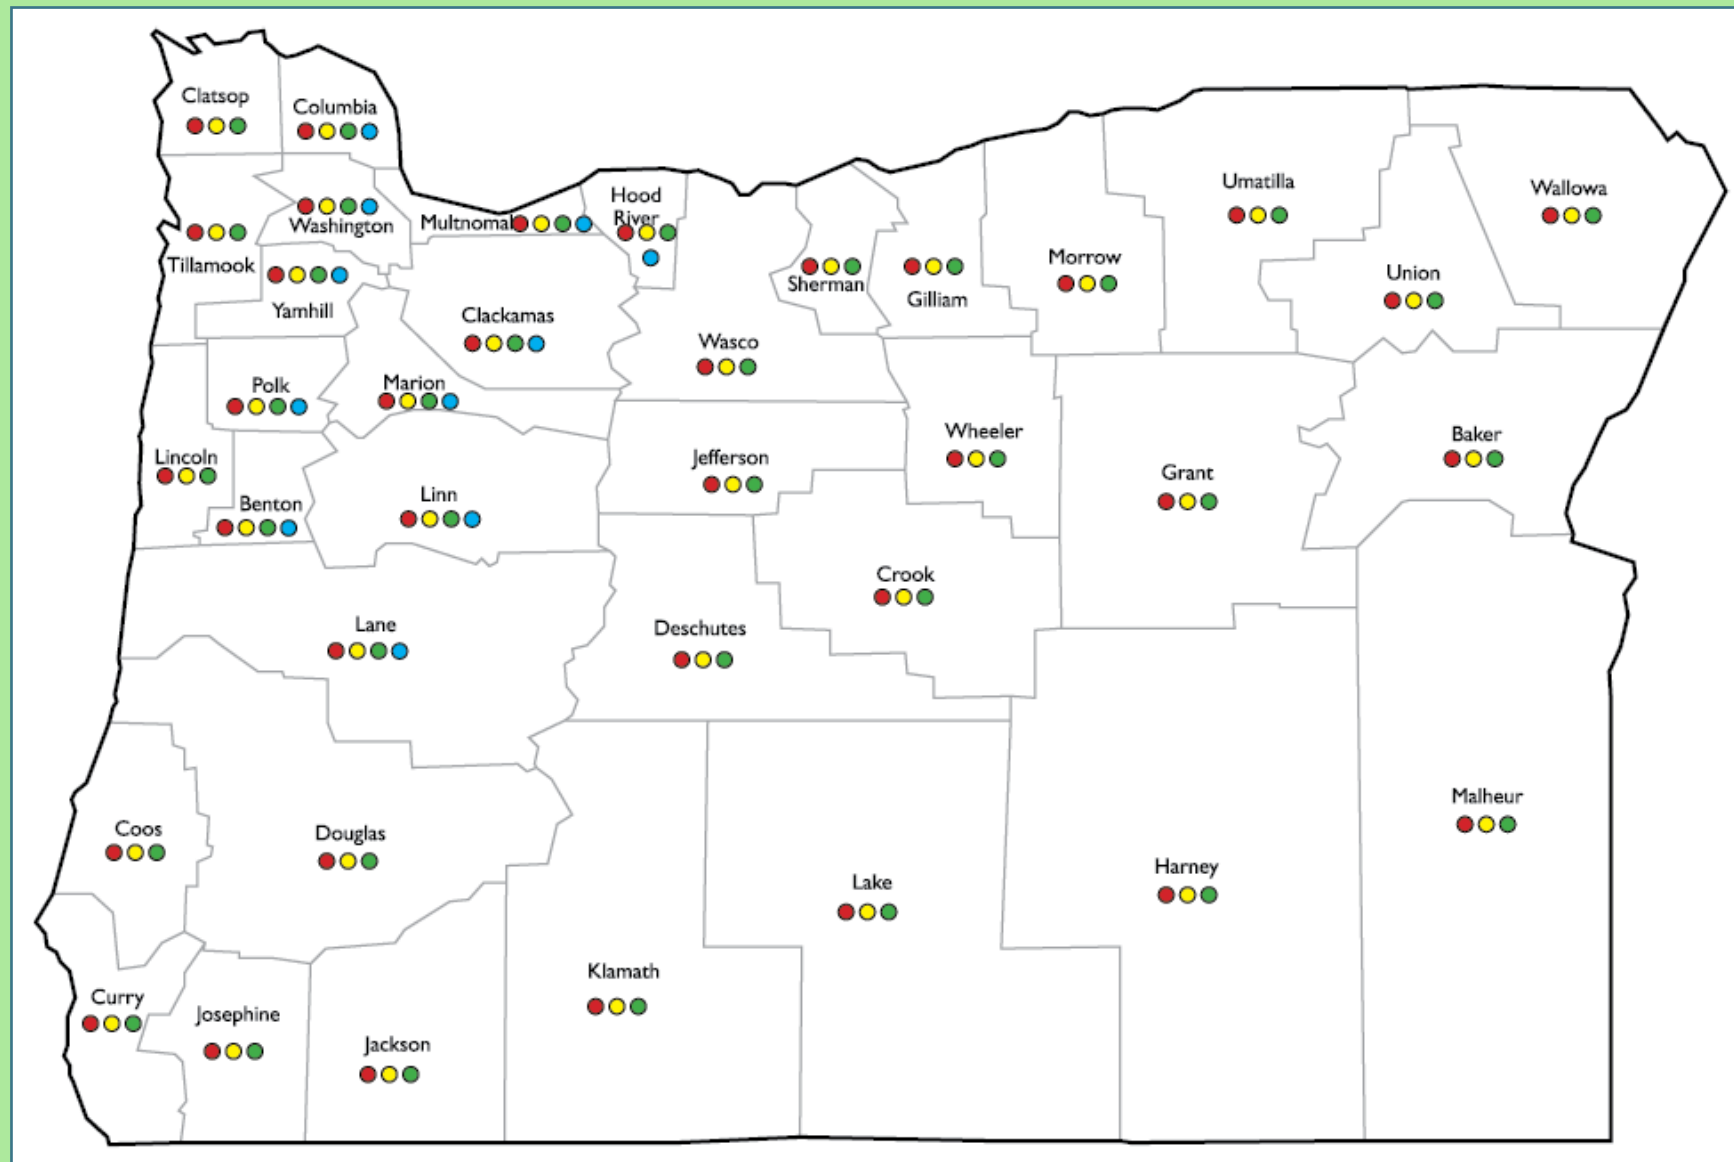 Clatsop
Columbia
Washington
Multnomah
Hood
River
Tillamook
Yamhill
Clackamas
Sherman
Gilliam
Morrow
Umatilla
Union
Wallowa
Wasco
Polk
Marion
Lincoln
Benton
Linn
Jefferson
Wheeler
Grant
Baker
Crook
Lane
Deschutes
Coos
Douglas
Lake
Harney
Malheur
Curry
Josephine
Jackson
Klamath